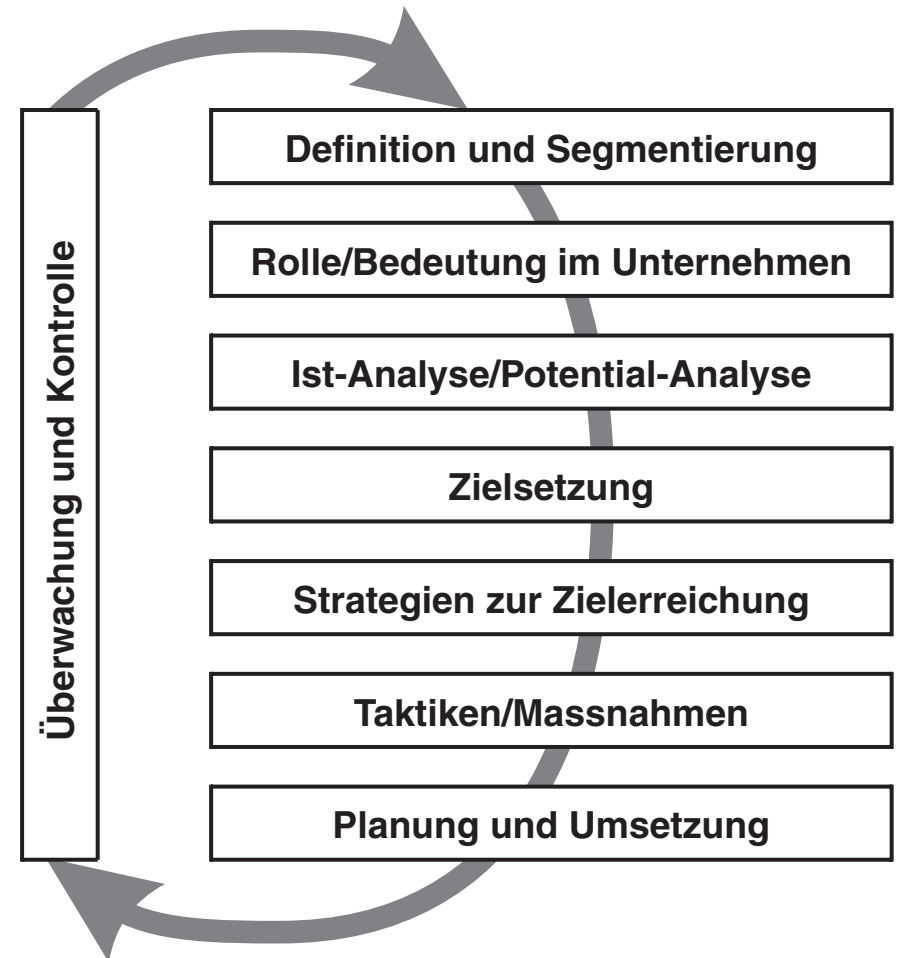 Überwachung und Kontrolle
Definition und Segmentierung
Rolle/Bedeutung im Unternehmen
Ist-Analyse/Potential-Analyse
Zielsetzung
Strategien zur Zielerreichung
Taktiken/Massnahmen
Planung und Umsetzung